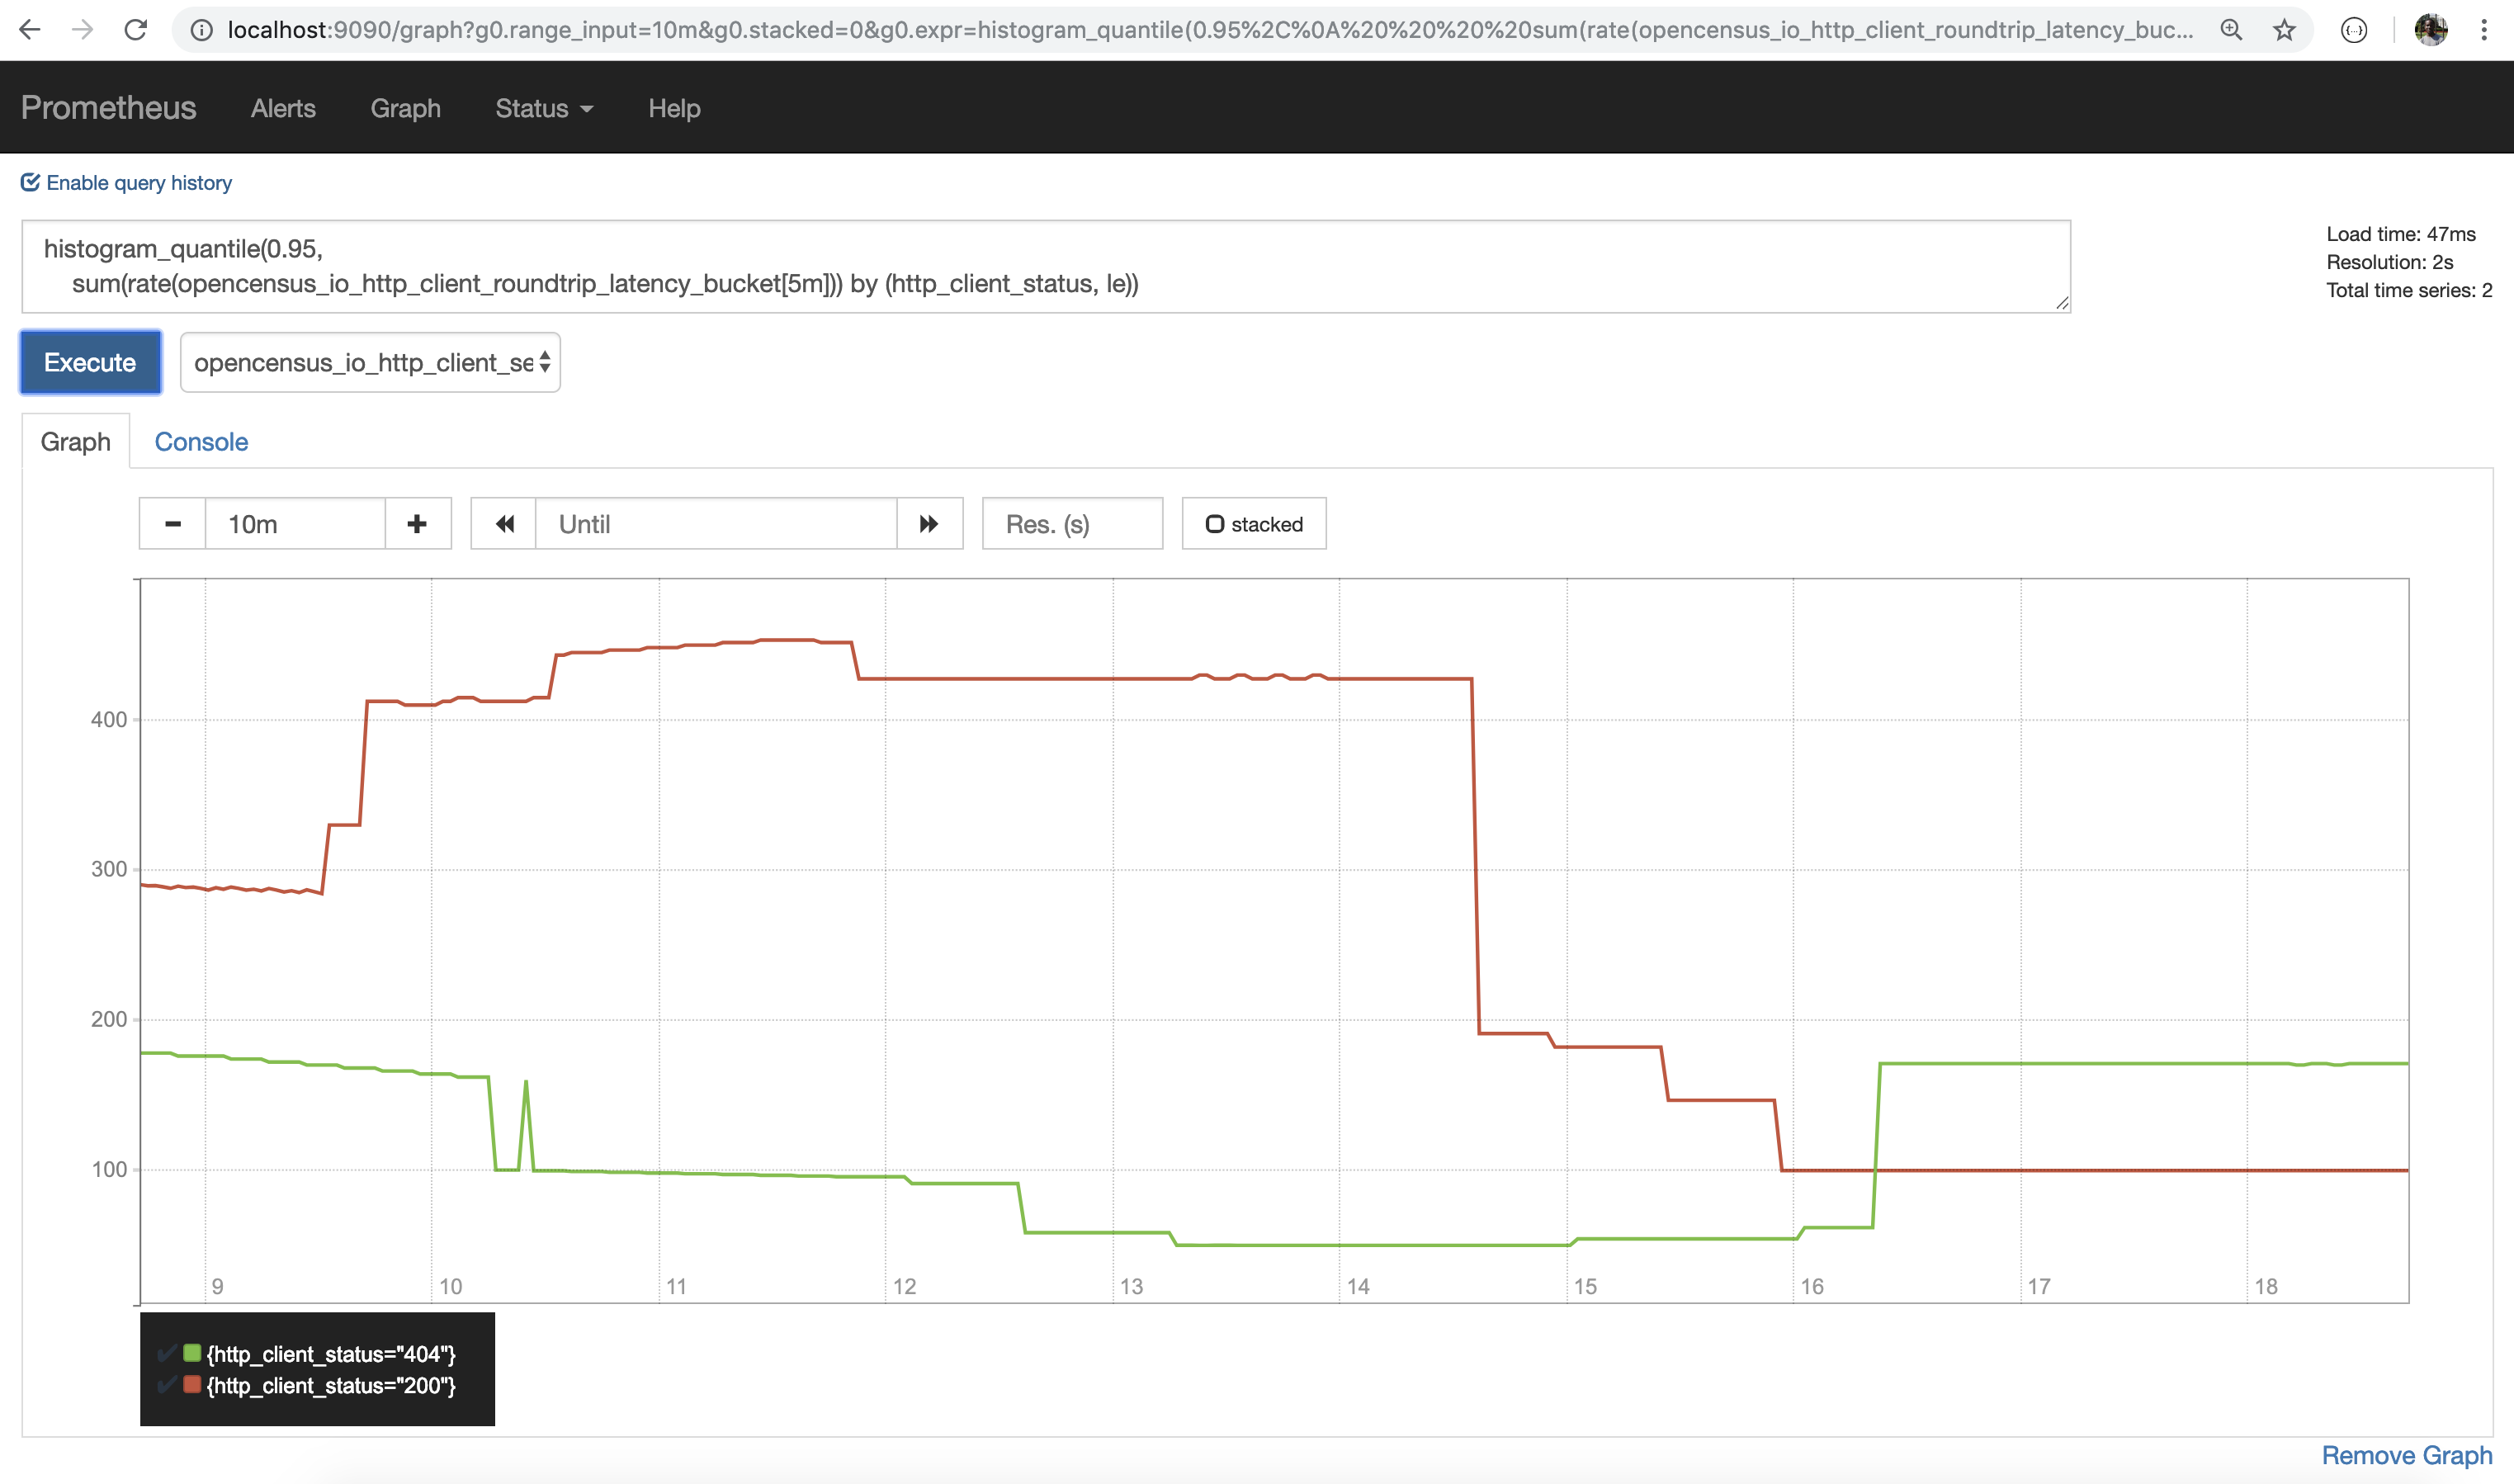 localhost:9090/graph?g0.range_input=10m&g0.stacked=0&g0.expr=histogram_quantile(0.95%2C%0A%20%20%20%20sum(rate(opencensus_io_http_client_roundtrip_latency_buc...
Prometheus Alerts Graph Status Help
Enable query history
histogram_quantile(0.95,
sum(rate(opencensus_io_http_client_roundtrip_latency_bucket[5m])) by (http_client_status, le))
Load time: 47ms
Resolution: 2s
Total time series: 2
Execute opencensus_io_http_client_se
Graph Console
10m Until Res. (s) stacked
400
300
200
100
9 10 11 12 13 14 15 16 17 18
{http_client_status="404"}
{http_client_status="200"}
Remove Graph